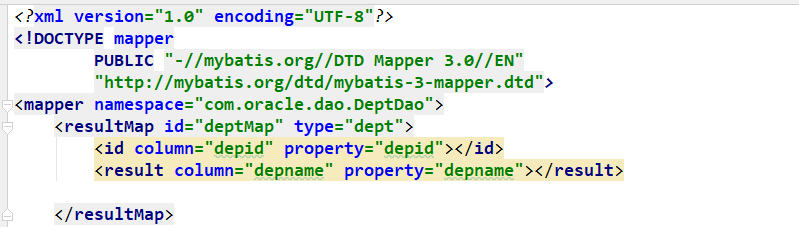 <?xml version="1.0" encoding="UTF-8"?>
<!DOCTYPE mapper
        PUBLIC "-//mybatis.org//DTD Mapper 3.0//EN"
        "http://mybatis.org/dtd/mybatis-3-mapper.dtd">
<mapper namespace="com.oracle.dao.DeptDao">
    <resultMap id="deptMap" type="dept">
        <id column="depid" property="depid"></id>
        <result column="depname" property="depname"></result>
    </resultMap>